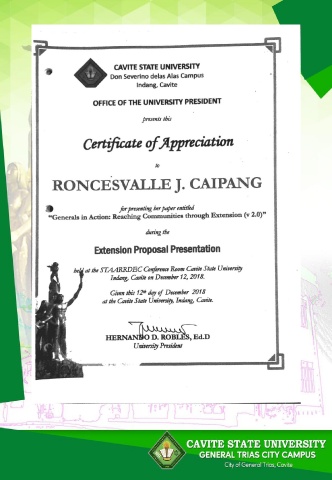 CAVITE STATE UNIVERSITY
Don Severino delas Alas Campus
Indang, Cavite
OFFICE OF THE UNIVERSITY PRESIDENT
presents this
Certificate of Appreciation
to
RONCESVALLE J. CAIPANG
for presenting her paper entitled
"Generals in Action: Reaching Communities through Extension (v 2.0)"
during the
Extension Proposal Presentation
held at the STAARRDEC Conference Room Cavite State University
Indang, Cavite on December 12, 2018.
Given this 12th day of December 2018
at the Cavite State University, Indang, Cavite.
HERNANDO D. ROBLES, Ed.D
University President
CAVITE STATE UNIVERSITY
GENERAL TRIAS CITY CAMPUS
City of General Trias, Cavite